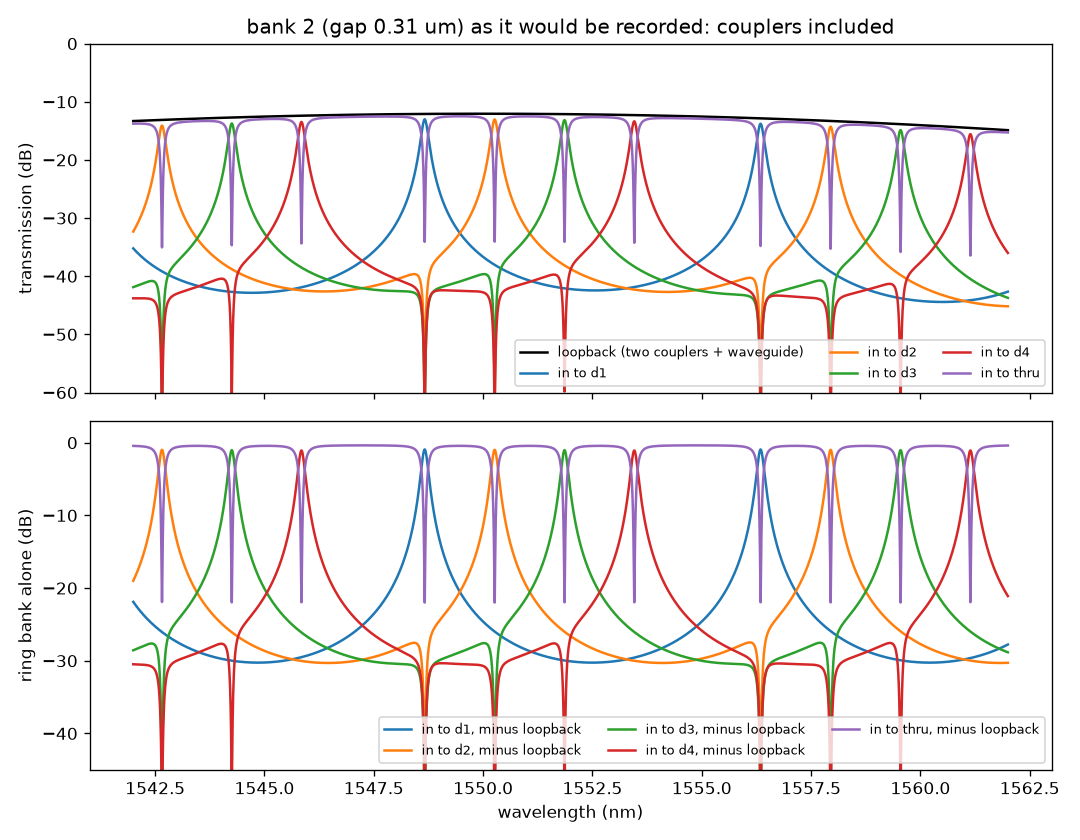 bank 2 (gap 0.31 um) as it would be recorded: couplers included
transmission (dB)
0
−10
−20
−30
−40
−50
−60
loopback (two couplers + waveguide)
in to d1
in to d2
in to d3
in to d4
in to thru
ring bank alone (dB)
0
−10
−20
−30
−40
in to d1, minus loopback
in to d2, minus loopback
in to d3, minus loopback
in to d4, minus loopback
in to thru, minus loopback
1542.5 1545.0 1547.5 1550.0 1552.5 1555.0 1557.5 1560.0 1562.5
wavelength (nm)